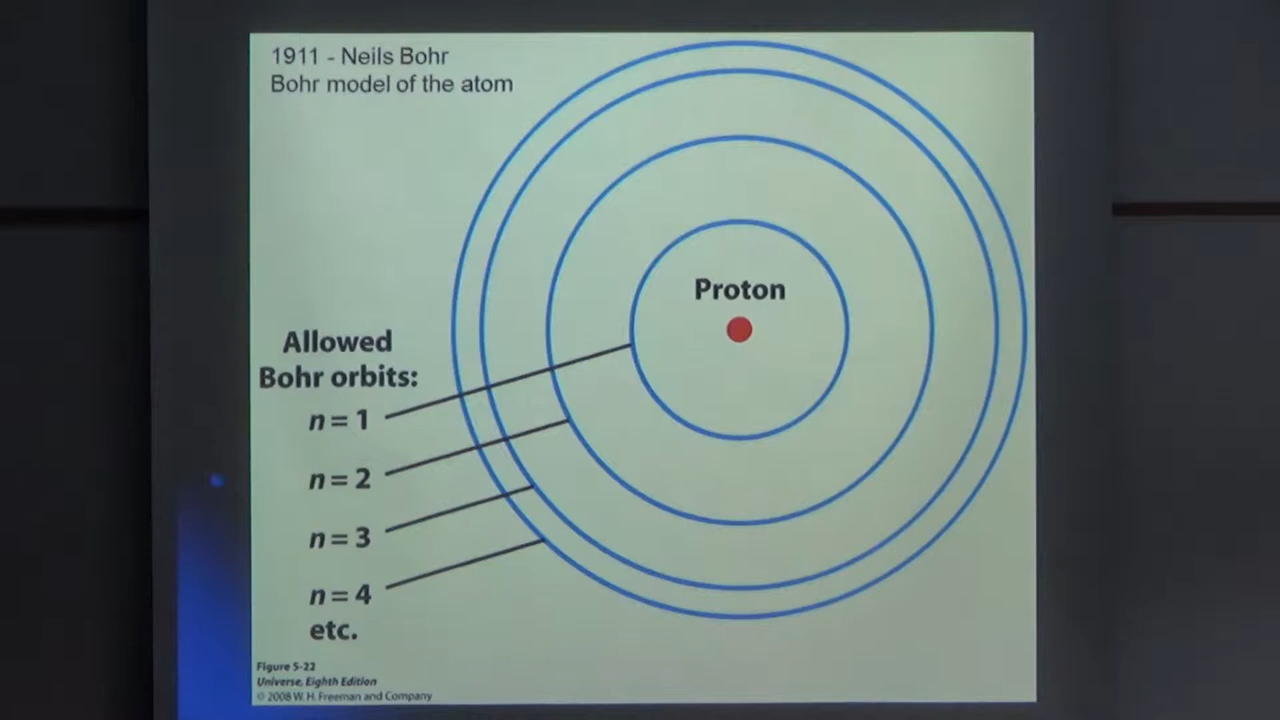 1911 - Neils Bohr
Bohr model of the atom
Proton
Allowed
Bohr orbits:
n = 1
n = 2
n = 3
n = 4
etc.
Figure 5-22
Universe, Eighth Edition
© 2008 W. H. Freeman and Company